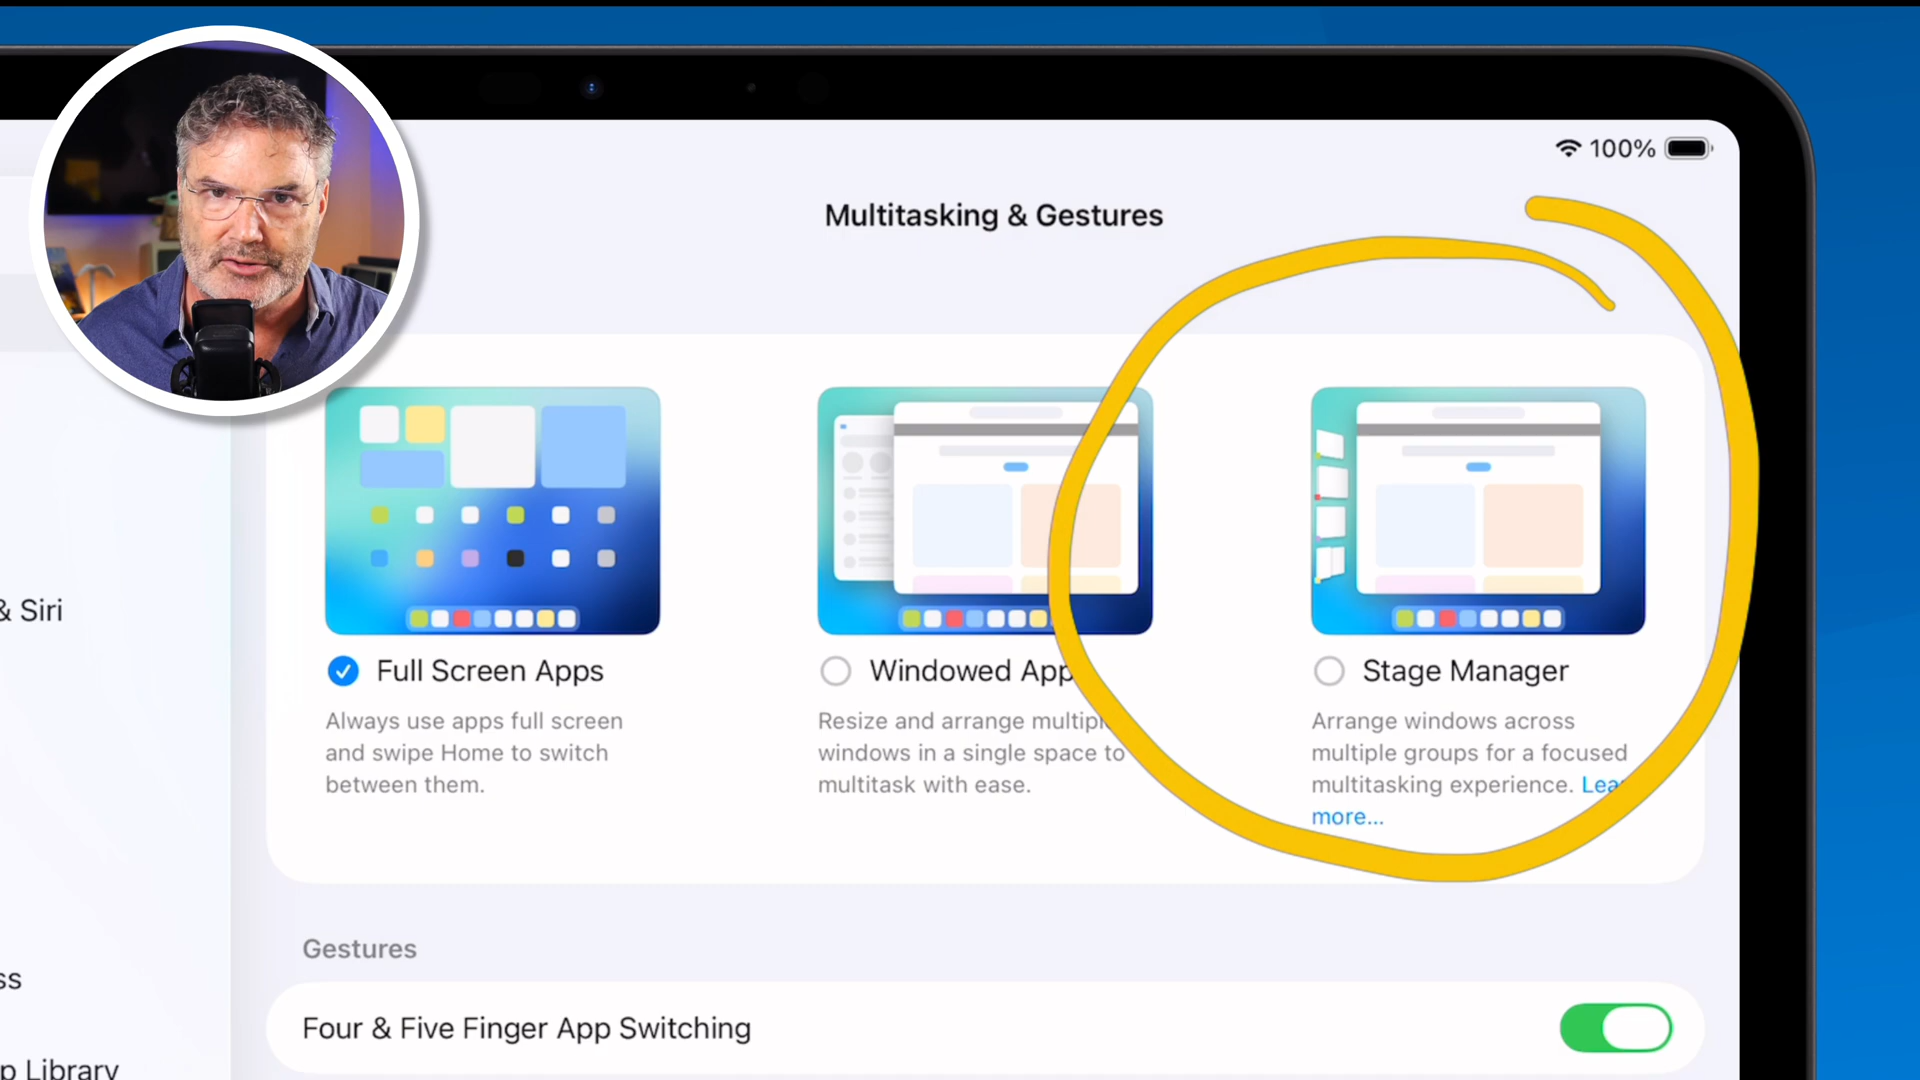 100%
Multitasking & Gestures
& Siri
Full Screen Apps
Always use apps full screen
and swipe Home to switch
between them.
Windowed App
Resize and arrange multipl
windows in a single space to
multitask with ease.
Stage Manager
Arrange windows across
multiple groups for a focused
multitasking experience. Lea
more...
Gestures
ss
Four & Five Finger App Switching
p Library